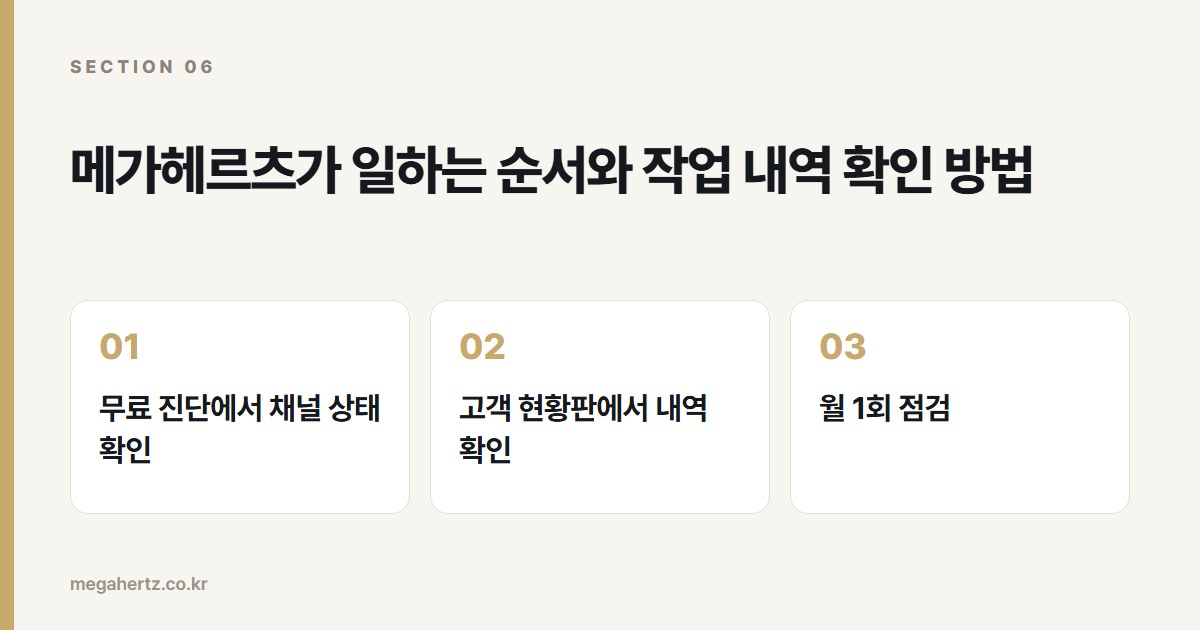 SECTION 06
메가헤르츠가 일하는 순서와 작업 내역 확인 방법
01
무료 진단에서 채널 상태
확인
02
고객 현황판에서 내역
확인
03
월 1회 점검
megahertz.co.kr